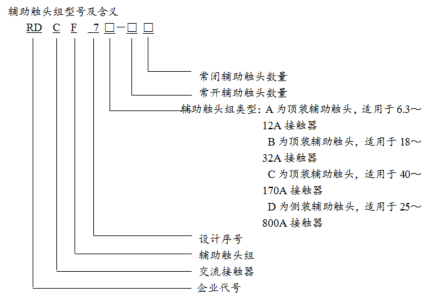 辅助触头组型号及含义
RD C F 7 □－□ □
常闭辅助触头数量
常开辅助触头数量
辅助触头组类型：A 为顶装辅助触头，适用于 6.3～
12A 接触器
B 为顶装辅助触头，适用于 18～
32A 接触器
C 为顶装辅助触头，适用于 40～
170A 接触器
D 为侧装辅助触头，适用于 25～
800A 接触器
设计序号
辅助触头组
交流接触器
企业代号